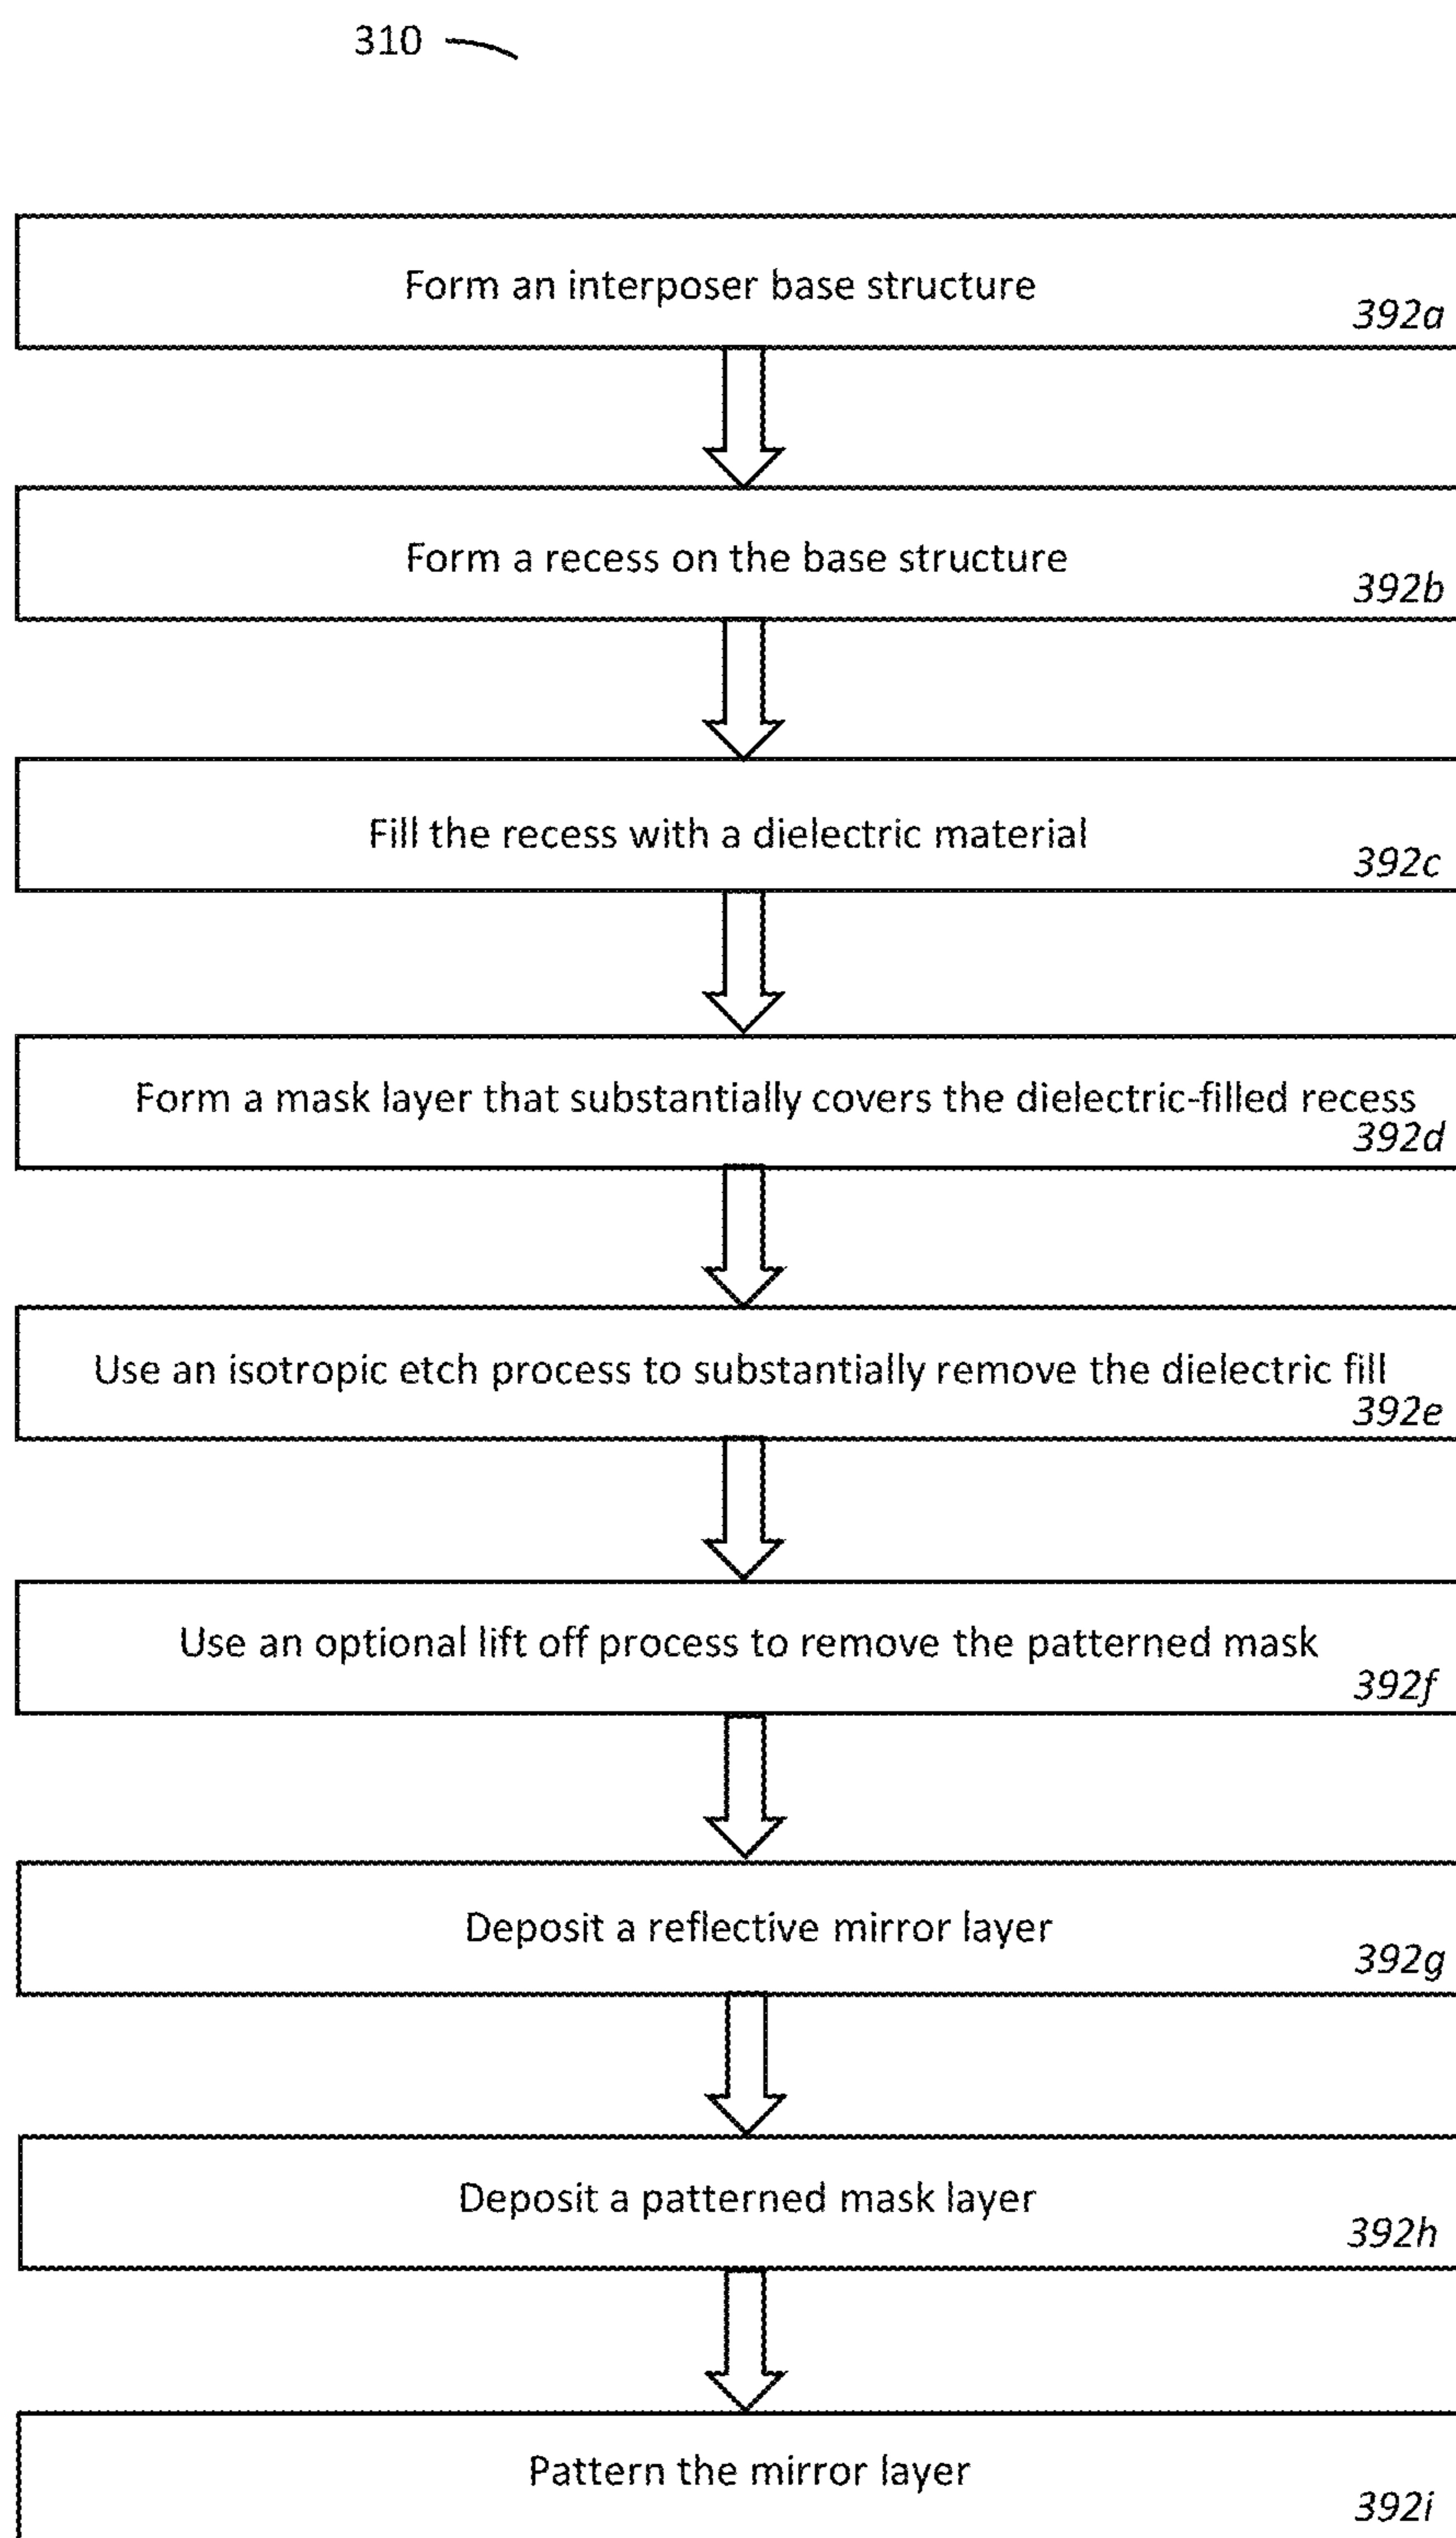 310
Form an interposer base structure
392a
Form a recess on the base structure
392b
Fill the recess with a dielectric material
392c
Form a mask layer that substantially covers the dielectric-filled recess
392d
Use an isotropic etch process to substantially remove the dielectric fill
392e
Use an optional lift off process to remove the patterned mask
392f
Deposit a reflective mirror layer
392g
Deposit a patterned mask layer
392h
Pattern the mirror layer
392i